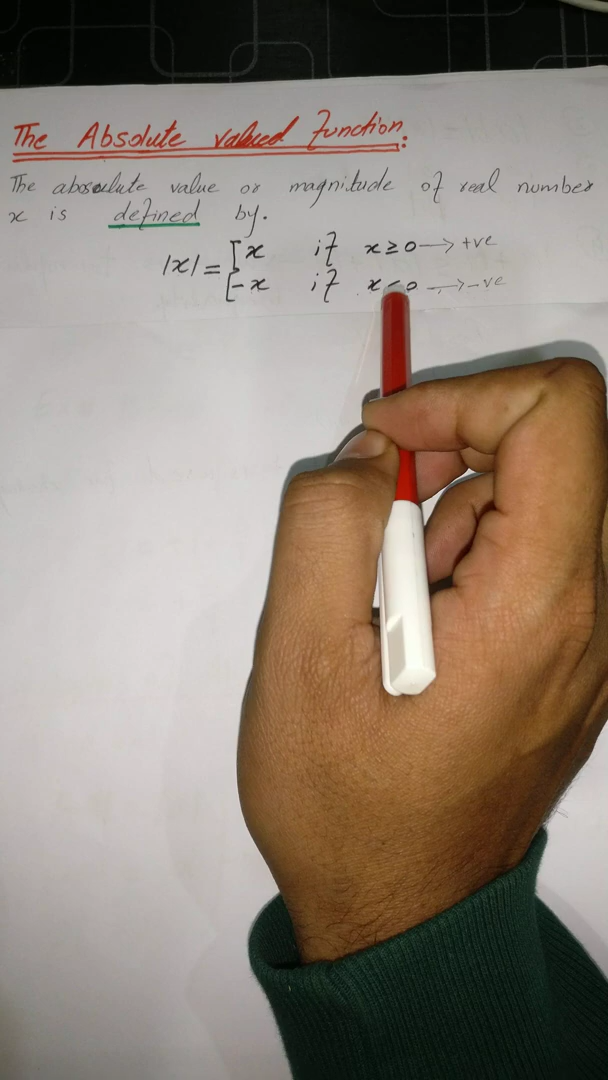 The Absolute valued function:
The absoulute value or magnitude of real number
x is defined by.
|x| = [ x if x ≥ 0 → +ve
[ -x if x < 0 → -ve